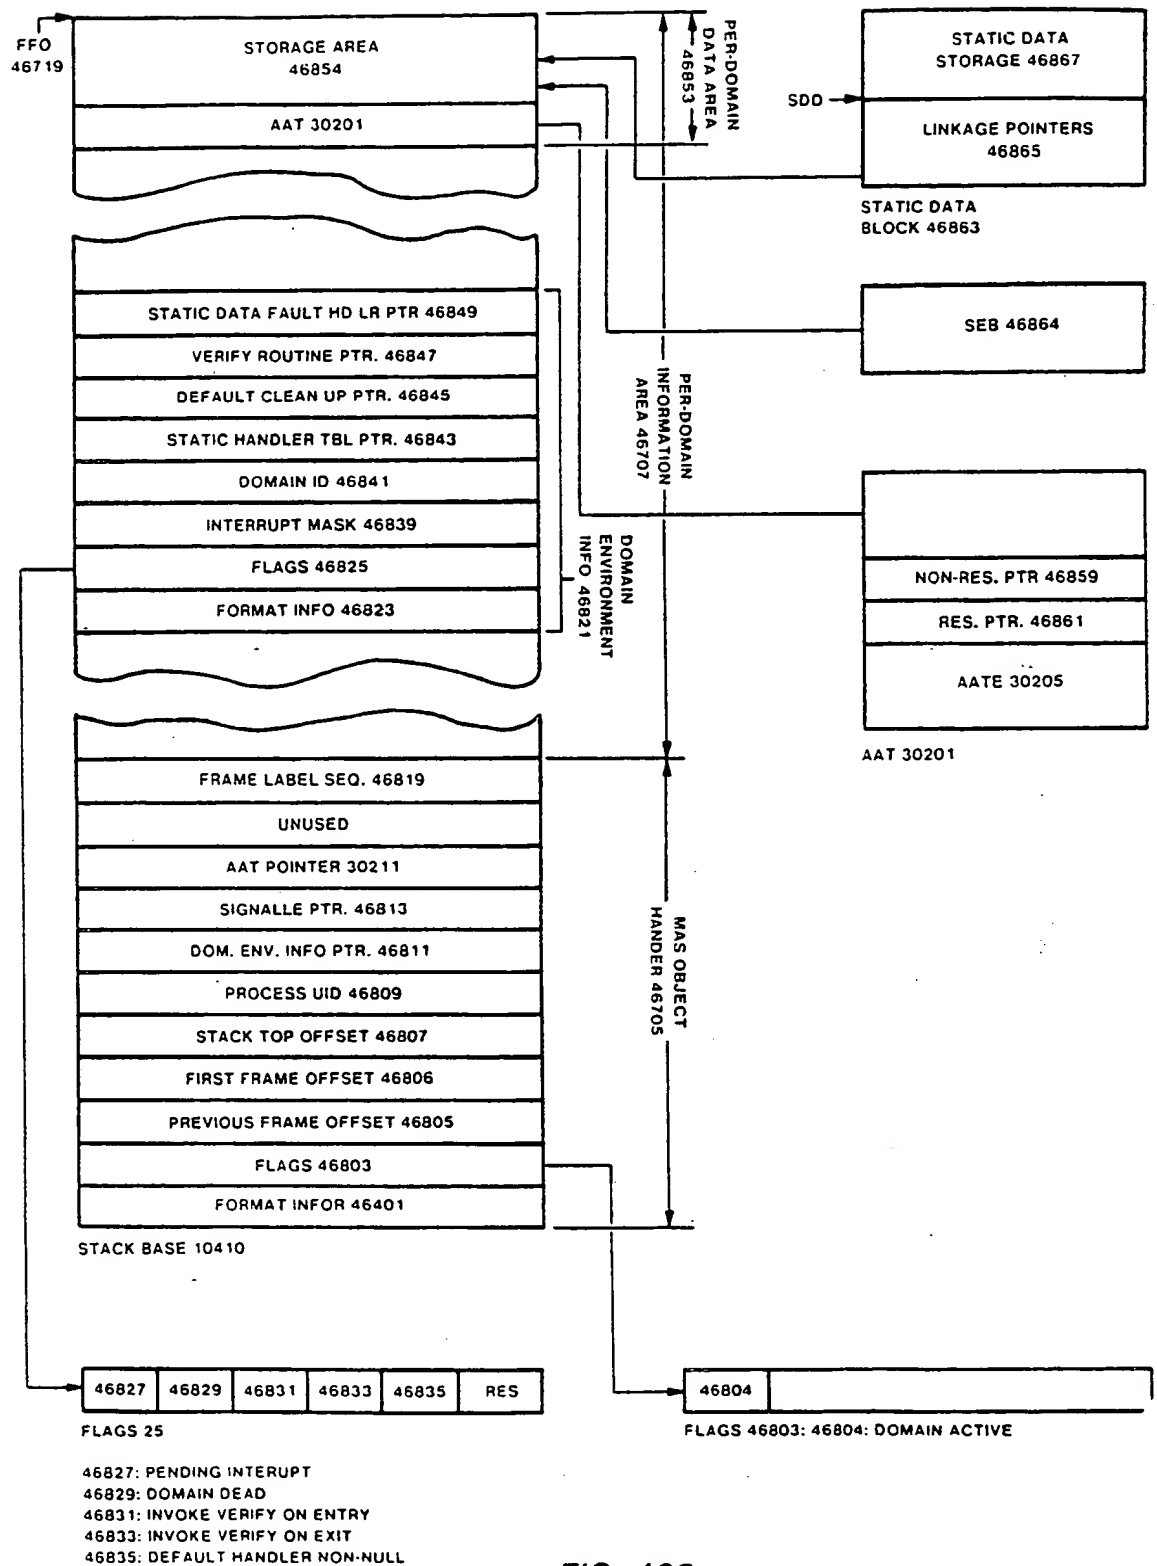 FFO
46719
STORAGE AREA
46854
AAT 30201
PER-DOMAIN
DATA AREA
46853
STATIC DATA
STORAGE 46867
SDD
LINKAGE POINTERS
46865
STATIC DATA
BLOCK 46863
STATIC DATA FAULT HD LR PTR 46849
VERIFY ROUTINE PTR. 46847
DEFAULT CLEAN UP PTR. 46845
STATIC HANDLER TBL PTR. 46843
DOMAIN ID 46841
INTERRUPT MASK 46839
FLAGS 46825
FORMAT INFO 46823
DOMAIN
ENVIRONMENT
INFO 46821
PER-DOMAIN
INFORMATION
AREA 46707
SEB 46864
NON-RES. PTR 46859
RES. PTR. 46861
AATE 30205
AAT 30201
FRAME LABEL SEQ. 46819
UNUSED
AAT POINTER 30211
SIGNALLE PTR. 46813
DOM. ENV. INFO PTR. 46811
PROCESS UID 46809
STACK TOP OFFSET 46807
FIRST FRAME OFFSET 46806
PREVIOUS FRAME OFFSET 46805
FLAGS 46803
FORMAT INFOR 46401
MAS OBJECT
HANDER 46705
STACK BASE 10410
46827 46829 46831 46833 46835 RES
FLAGS 25
46804
FLAGS 46803: 46804: DOMAIN ACTIVE
46827: PENDING INTERUPT
46829: DOMAIN DEAD
46831: INVOKE VERIFY ON ENTRY
46833: INVOKE VERIFY ON EXIT
46835: DEFAULT HANDLER NON-NULL